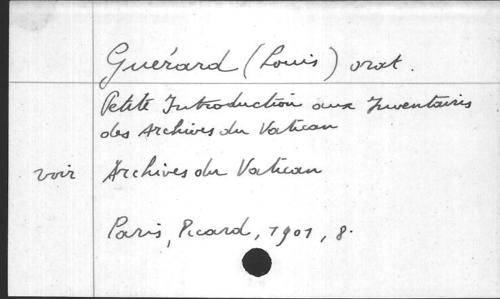 Guérard (Louis) orat.
Petite Introduction aux Inventaires
des Archives du Vatican
voir Archives du Vatican
Paris, Picard, 1901, 8.